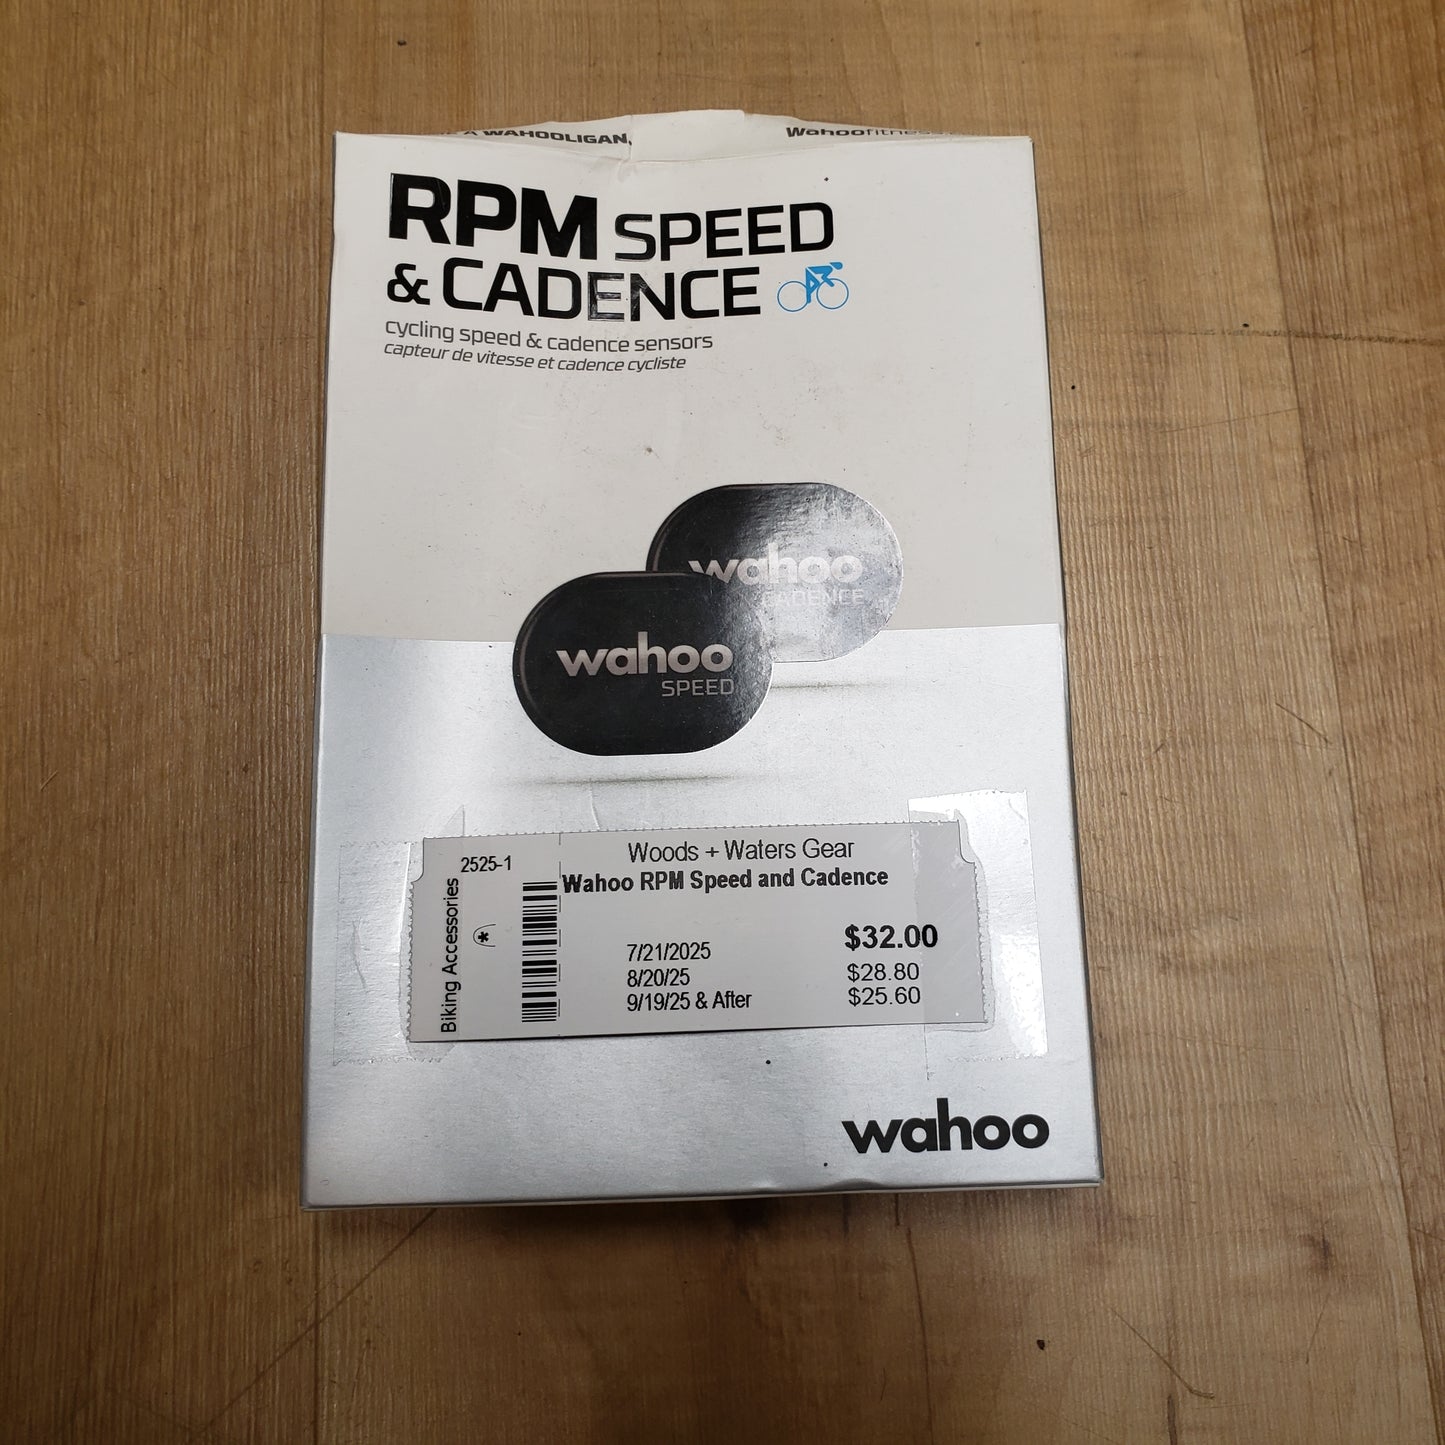 A WAHOOLIGAN.
Wahoofitness
RPM SPEED
& CADENCE
cycling speed & cadence sensors
capteur de vitesse et cadence cycliste
wahoo
CADENCE
wahoo
SPEED
Biking Accessories
2525-1
*
Woods + Waters Gear
Wahoo RPM Speed and Cadence
7/21/2025 $32.00
8/20/25 $28.80
9/19/25 & After $25.60
wahoo